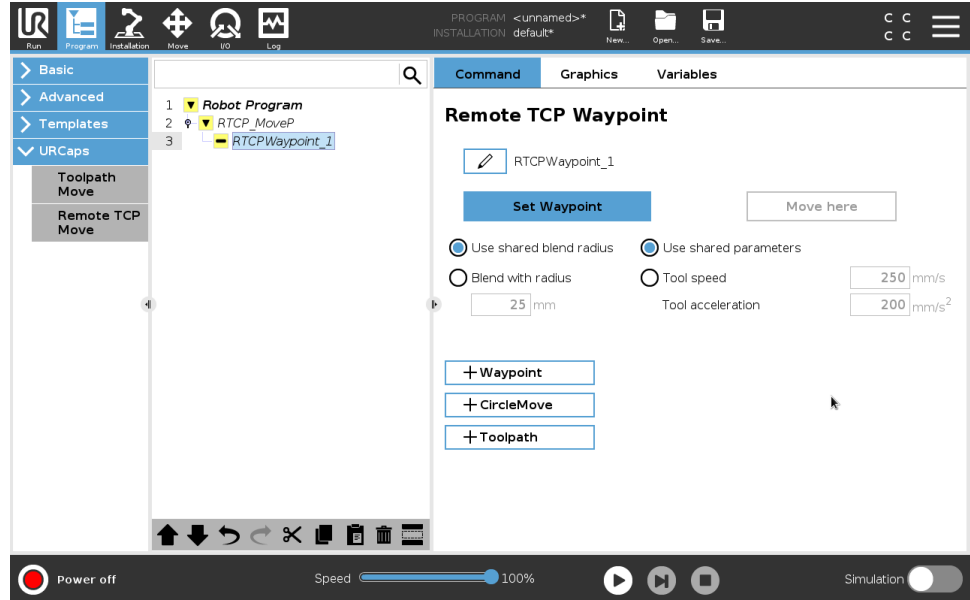 PROGRAM <unnamed>*
INSTALLATION default*
UR
Run
Program
Installation
Move
I/O
Log
New...
Open...
Save...
C C
C C
Basic
Advanced
Templates
URCaps
Toolpath
Move
Remote TCP
Move
1 Robot Program
2 RTCP_MoveP
3 RTCPWaypoint_1
Command Graphics Variables
Remote TCP Waypoint
RTCPWaypoint_1
Set Waypoint Move here
Use shared blend radius Use shared parameters
Blend with radius Tool speed 250 mm/s
25 mm Tool acceleration 200 mm/s²
+ Waypoint
+ CircleMove
+ Toolpath
Power off Speed 100% Simulation